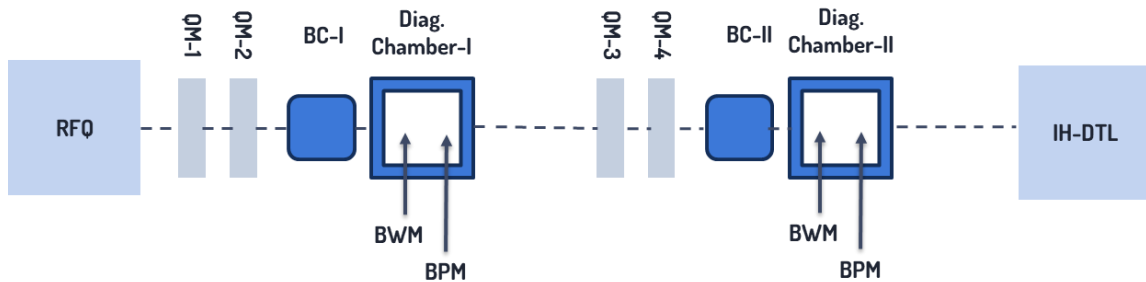 RFQ
QM-1
QM-2
BC-I
Diag.
Chamber-I
BWM
BPM
QM-3
QM-4
BC-II
Diag.
Chamber-II
BWM
BPM
IH-DTL